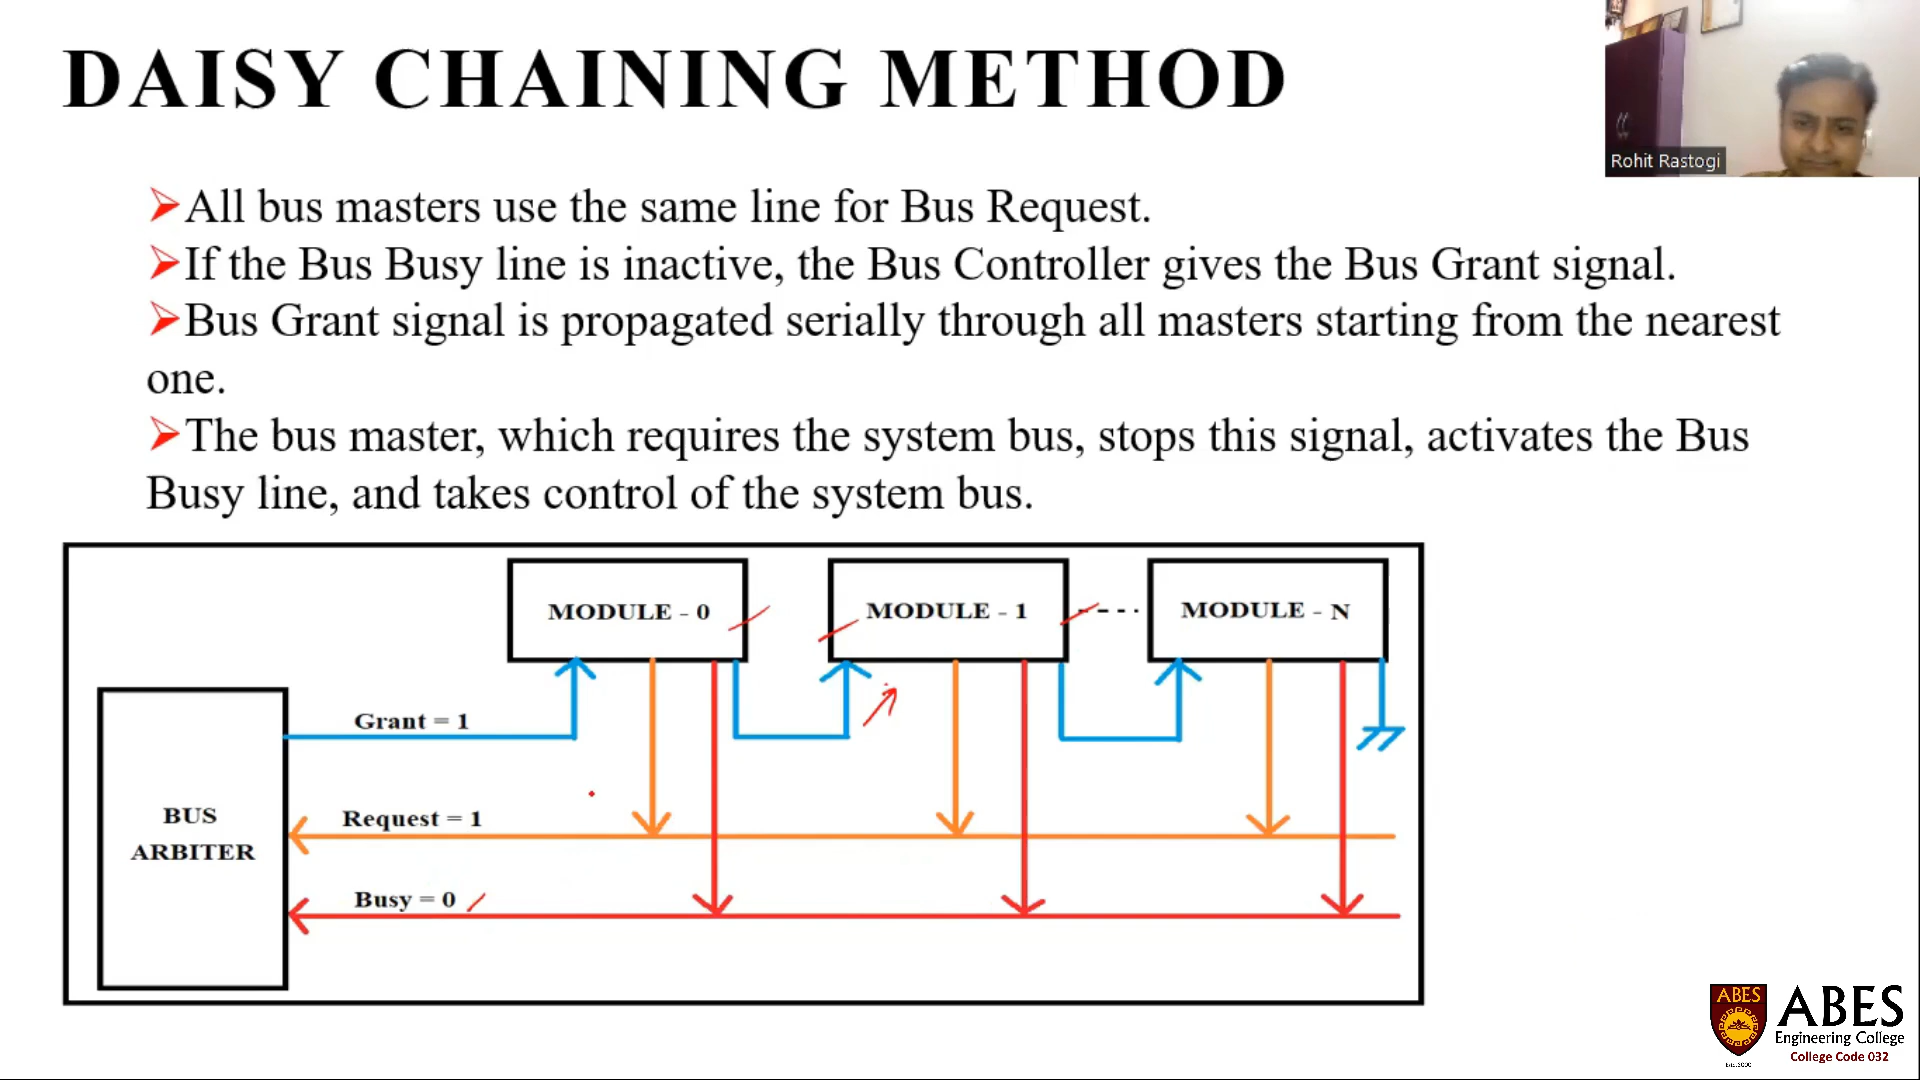 DAISY CHAINING METHOD
Rohit Rastogi
➢All bus masters use the same line for Bus Request.
➢If the Bus Busy line is inactive, the Bus Controller gives the Bus Grant signal.
➢Bus Grant signal is propagated serially through all masters starting from the nearest
one.
➢The bus master, which requires the system bus, stops this signal, activates the Bus
Busy line, and takes control of the system bus.
MODULE - 0
MODULE - 1
MODULE - N
Grant = 1
BUS
ARBITER
Request = 1
Busy = 0
ABES
ABES
Engineering College
College Code 032